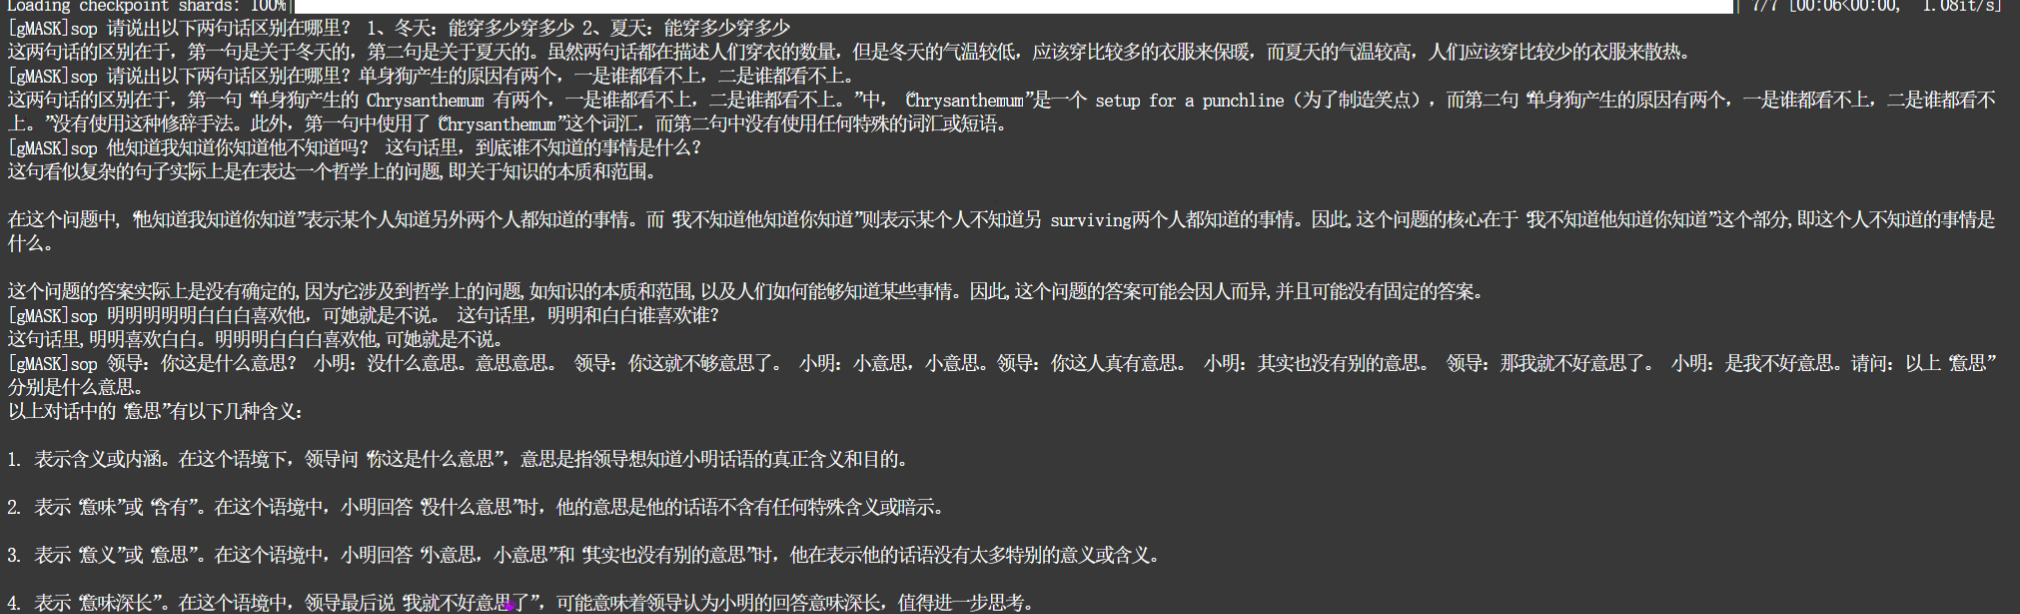 Loading checkpoint shards: 100%| | 7/7 [00:06<00:00, 1.08it/s]
[gMASK]sop 请说出以下两句话区别在哪里？ 1、冬天：能穿多少穿多少 2、夏天：能穿多少穿多少
这两句话的区别在于，第一句是关于冬天的，第二句是关于夏天的。虽然两句话都在描述人们穿衣的数量，但是冬天的气温较低，应该穿比较多的衣服来保暖，而夏天的气温较高，人们应该穿比较少的衣服来散热。
[gMASK]sop 请说出以下两句话区别在哪里？单身狗产生的原因有两个，一是谁都看不上，二是谁都看不上。
这两句话的区别在于，第一句“单身狗产生的 Chrysanthemum 有两个，一是谁都看不上，二是谁都看不上。”中，“Chrysanthemum”是一个 setup for a punchline（为了制造笑点），而第二句“单身狗产生的原因有两个，一是谁都看不上，二是谁都看不
上。”没有使用这种修辞手法。此外，第一句中使用了“Chrysanthemum”这个词汇，而第二句中没有使用任何特殊的词汇或短语。
[gMASK]sop 他知道我知道你知道他不知道吗？ 这句话里，到底谁不知道的事情是什么？
这句看似复杂的句子实际上是在表达一个哲学上的问题,即关于知识的本质和范围。
在这个问题中,“他知道我知道你知道”表示某个人知道另外两个人都知道的事情。而“我不知道他知道你知道”则表示某个人不知道另 surviving两个人都知道的事情。因此,这个问题的核心在于“我不知道他知道你知道”这个部分,即这个人不知道的事情是
什么。
这个问题的答案实际上是没有确定的,因为它涉及到哲学上的问题,如知识的本质和范围,以及人们如何能够知道某些事情。因此,这个问题的答案可能会因人而异,并且可能没有固定的答案。
[gMASK]sop 明明明明明白白白喜欢他，可她就是不说。 这句话里，明明和白白谁喜欢谁？
这句话里,明明喜欢白白。明明明白白白喜欢他,可她就是不说。
[gMASK]sop 领导：你这是什么意思？ 小明：没什么意思。意思意思。 领导：你这就不够意思了。 小明：小意思，小意思。领导：你这人真有意思。 小明：其实也没有别的意思。 领导：那我就不好意思了。 小明：是我不好意思。请问：以上“意思”
分别是什么意思。
以上对话中的“意思”有以下几种含义：
1. 表示含义或内涵。在这个语境下，领导问“你这是什么意思”，意思是指领导想知道小明话语的真正含义和目的。
2. 表示“意味”或“含有”。在这个语境中，小明回答“没什么意思”时，他的意思是他的话语不含有任何特殊含义或暗示。
3. 表示“意义”或“意思”。在这个语境中，小明回答“小意思，小意思”和“其实也没有别的意思”时，他在表示他的话语没有太多特别的意义或含义。
4. 表示“意味深长”。在这个语境中，领导最后说“我就不好意思了”，可能意味着领导认为小明的回答意味深长，值得进一步思考。